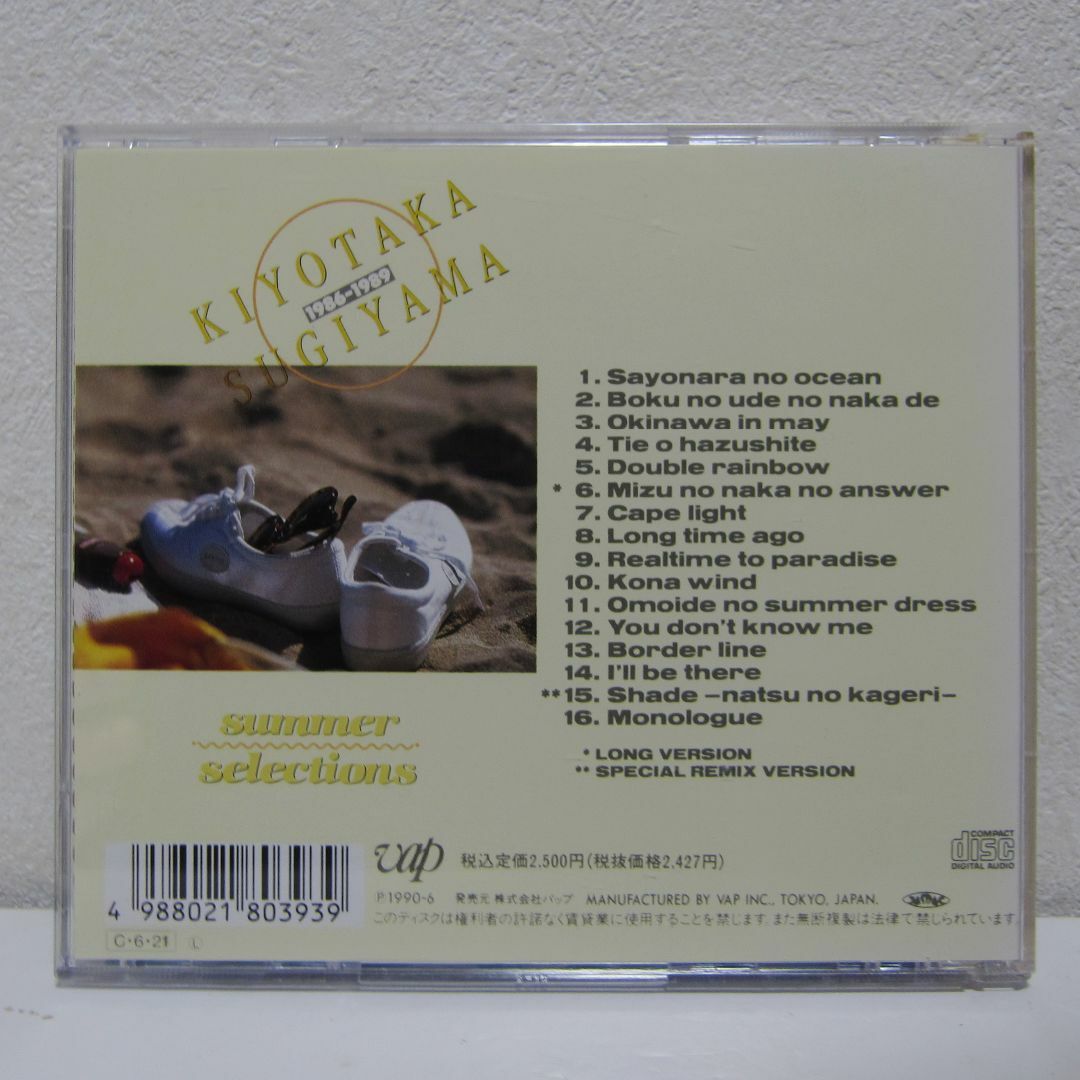 KIYOTAKA
1986-1989
SUGIYAMA
1. Sayonara no ocean
2. Boku no ude no naka de
3. Okinawa in may
4. Tie o hazushite
5. Double rainbow
* 6. Mizu no naka no answer
7. Cape light
8. Long time ago
9. Realtime to paradise
10. Kona wind
11. Omoide no summer dress
12. You don't know me
13. Border line
14. I'll be there
**15. Shade –natsu no kageri–
16. Monologue
* LONG VERSION
** SPECIAL REMIX VERSION
summer
selections
vap 税込定価2.500円(税抜価格2.427円)
COMPACT
disc
DIGITAL AUDIO
4 988021 803939
Ⓟ1990-6 発売元 株式会社バップ MANUFACTURED BY VAP INC., TOKYO, JAPAN.
このディスクは権利者の許諾なく賃貸業に使用することを禁じます。また無断複製は法律で禁じられています。
C・6・21 Ⓛ